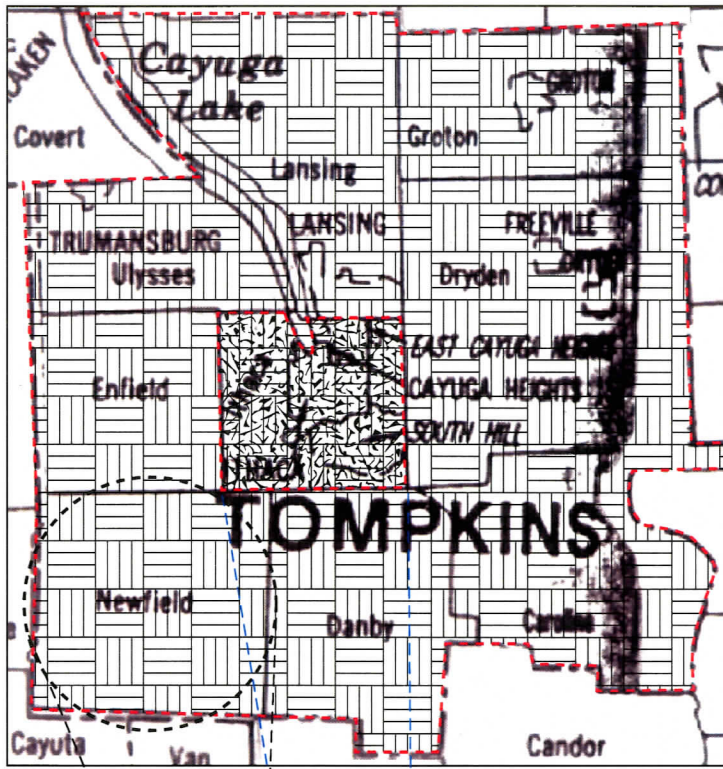 Cayuga
Lake
Covert
GROTON
Groton
Lansing
LANSING
FREEVILLE
TRUMANSBURG
Ulysses
Dryden
EAST CAYUGA HEIGHTS
Enfield
CAYUGA HEIGHTS
SOUTH HILL
TOMPKINS
Newfield
Danby
Caroline
Cayuta
Van
Candor